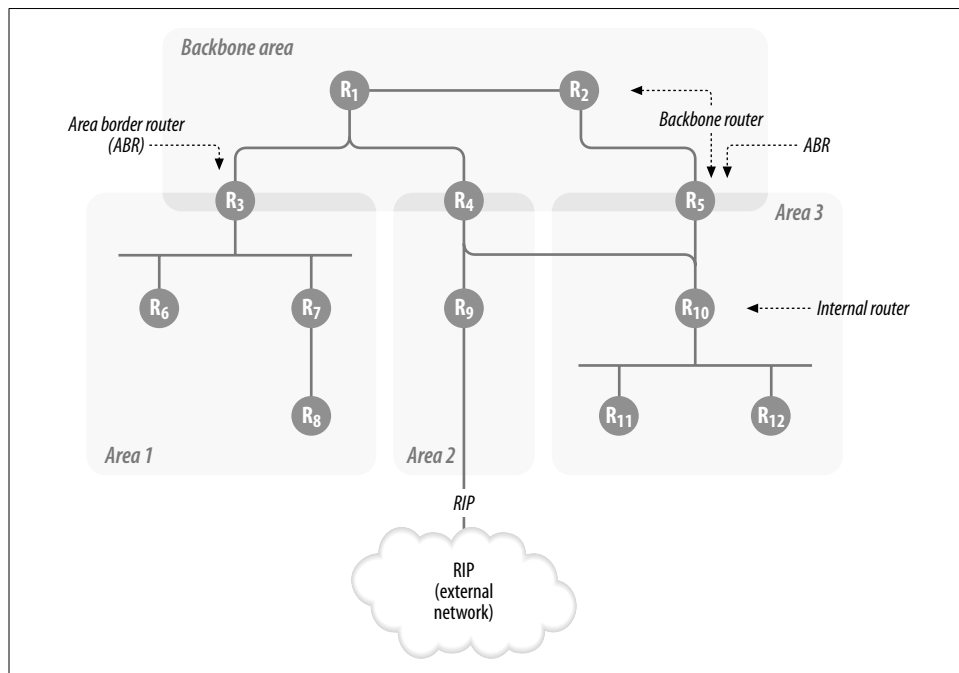 Backbone area
R1
R2
Area border router
(ABR)
Backbone router
ABR
R3
R4
R5
Area 3
R6
R7
R9
R10
Internal router
R8
R11
R12
Area 1
Area 2
RIP
RIP
(external
network)